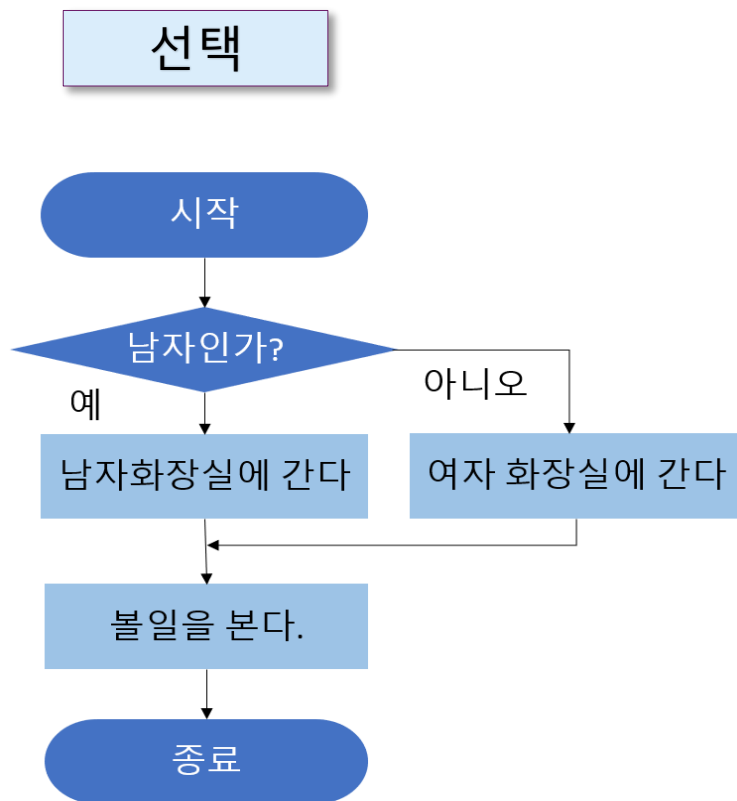 선택
시작
남자인가?
예
아니오
남자화장실에 간다
여자 화장실에 간다
볼일을 본다.
종료